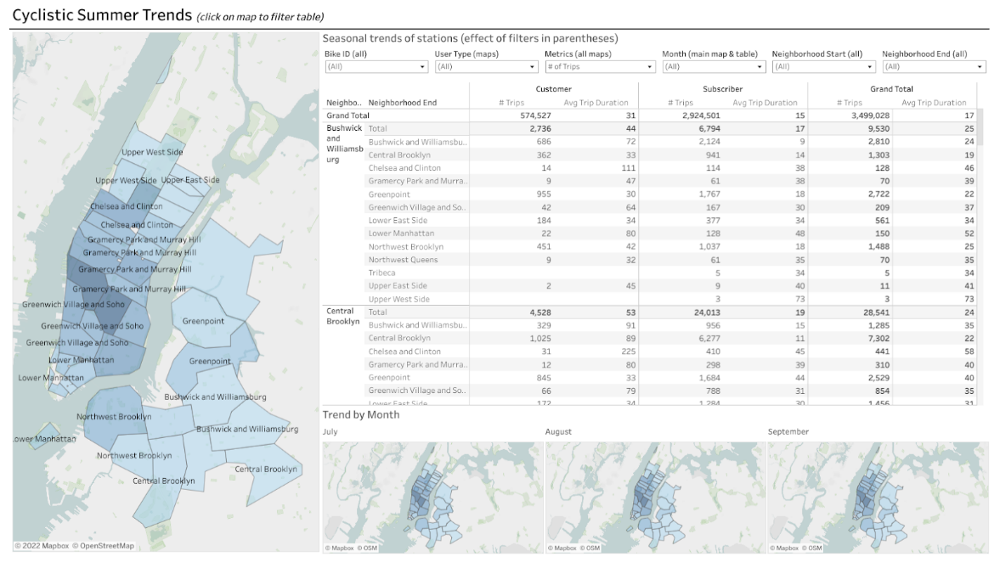 Cyclistic Summer Trends (click on map to filter table)
Seasonal trends of stations (effect of filters in parentheses)
Bike ID (all) User Type (maps) Metrics (all maps) Month (main map & table) Neighborhood Start (all) Neighborhood End (all)
(All) (All) # of Trips (All) (All) (All)
Customer Subscriber Grand Total
Neighbo.. Neighborhood End # Trips Avg Trip Duration # Trips Avg Trip Duration # Trips Avg Trip Duration
Grand Total 574,527 31 2,924,501 15 3,499,028 17
Bushwick and Williamsb urg Total 2,736 44 6,794 17 9,530 25
Bushwick and Williamsbu.. 686 72 2,124 9 2,810 24
Central Brooklyn 362 33 941 14 1,303 19
Chelsea and Clinton 14 111 114 38 128 46
Gramercy Park and Murra.. 9 47 61 38 70 39
Greenpoint 955 30 1,767 18 2,722 22
Greenwich Village and So.. 42 64 167 30 209 37
Lower East Side 184 34 377 34 561 34
Lower Manhattan 22 80 128 48 150 52
Northwest Brooklyn 451 42 1,037 18 1,488 25
Northwest Queens 9 32 61 35 70 35
Tribeca 5 34 5 34
Upper East Side 2 45 9 40 11 41
Upper West Side 3 73 3 73
Central Brooklyn Total 4,528 53 24,013 19 28,541 24
Bushwick and Williamsbu.. 329 91 956 15 1,285 35
Central Brooklyn 1,025 89 6,277 11 7,302 22
Chelsea and Clinton 31 225 410 45 441 58
Gramercy Park and Murra.. 12 80 298 39 310 40
Greenpoint 845 33 1,684 44 2,529 40
Greenwich Village and So.. 66 79 788 31 854 35
Lower East Side 172 34 1,284 30 1,456 31
Upper West Side
Upper West Side Upper East Side
Chelsea and Clinton
Chelsea and Clinton
Gramercy Park and Murray Hill
Gramercy Park and Murray Hill
Gramercy Park and Murray Hill
Gramercy Park and Murray Hill
Greenwich Village and Soho
Greenpoint
Greenwich Village and Soho
Greenwich Village and Soho
Lower Manhattan
Greenpoint
Lower Manhattan
Bushwick and Williamsburg
Northwest Brooklyn
Bushwick and Williamsburg
ower Manhattan
Northwest Brooklyn
Central Brooklyn
Central Brooklyn
© 2022 Mapbox © OpenStreetMap
Trend by Month
July August September
© Mapbox © OSM © Mapbox © OSM © Mapbox © OSM